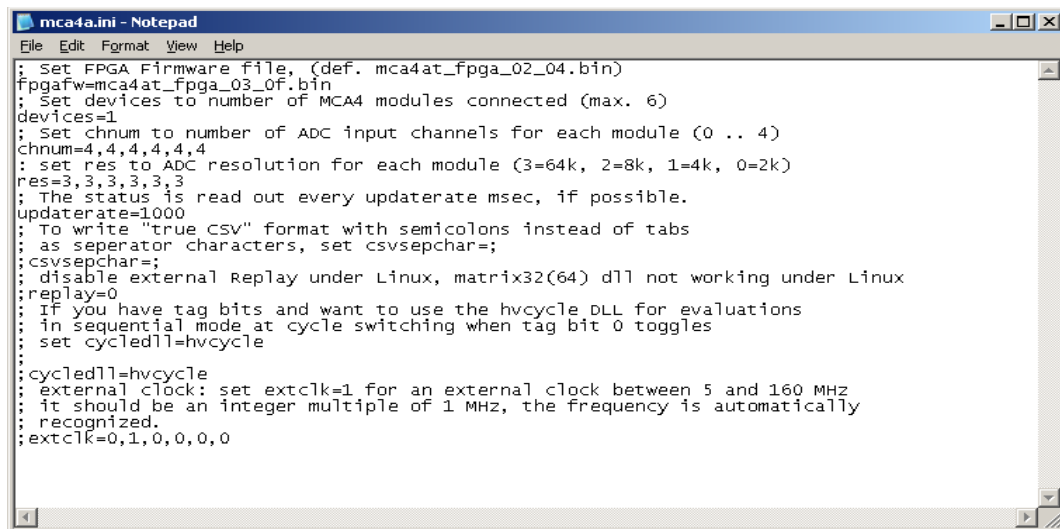 mca4a.ini - Notepad
File Edit Format View Help
; Set FPGA Firmware file, (def. mca4at_fpga_02_04.bin)
fpgafw=mca4at_fpga_03_0f.bin
; Set devices to number of MCA4 modules connected (max. 6)
devices=1
; Set chnum to number of ADC input channels for each module (0 .. 4)
chnum=4,4,4,4,4,4
: set res to ADC resolution for each module (3=64k, 2=8k, 1=4k, 0=2k)
res=3,3,3,3,3,3
; The status is read out every updaterate msec, if possible.
updaterate=1000
; To write "true CSV" format with semicolons instead of tabs
; as seperator characters, set csvsepchar=;
;csvsepchar=;
; disable external Replay under Linux, matrix32(64) dll not working under Linux
;replay=0
; If you have tag bits and want to use the hvcycle DLL for evaluations
; in sequential mode at cycle switching when tag bit 0 toggles
; set cycledll=hvcycle
;
;cycledll=hvcycle
; external clock: set extclk=1 for an external clock between 5 and 160 MHz
; it should be an integer multiple of 1 MHz, the frequency is automatically
; recognized.
;extclk=0,1,0,0,0,0